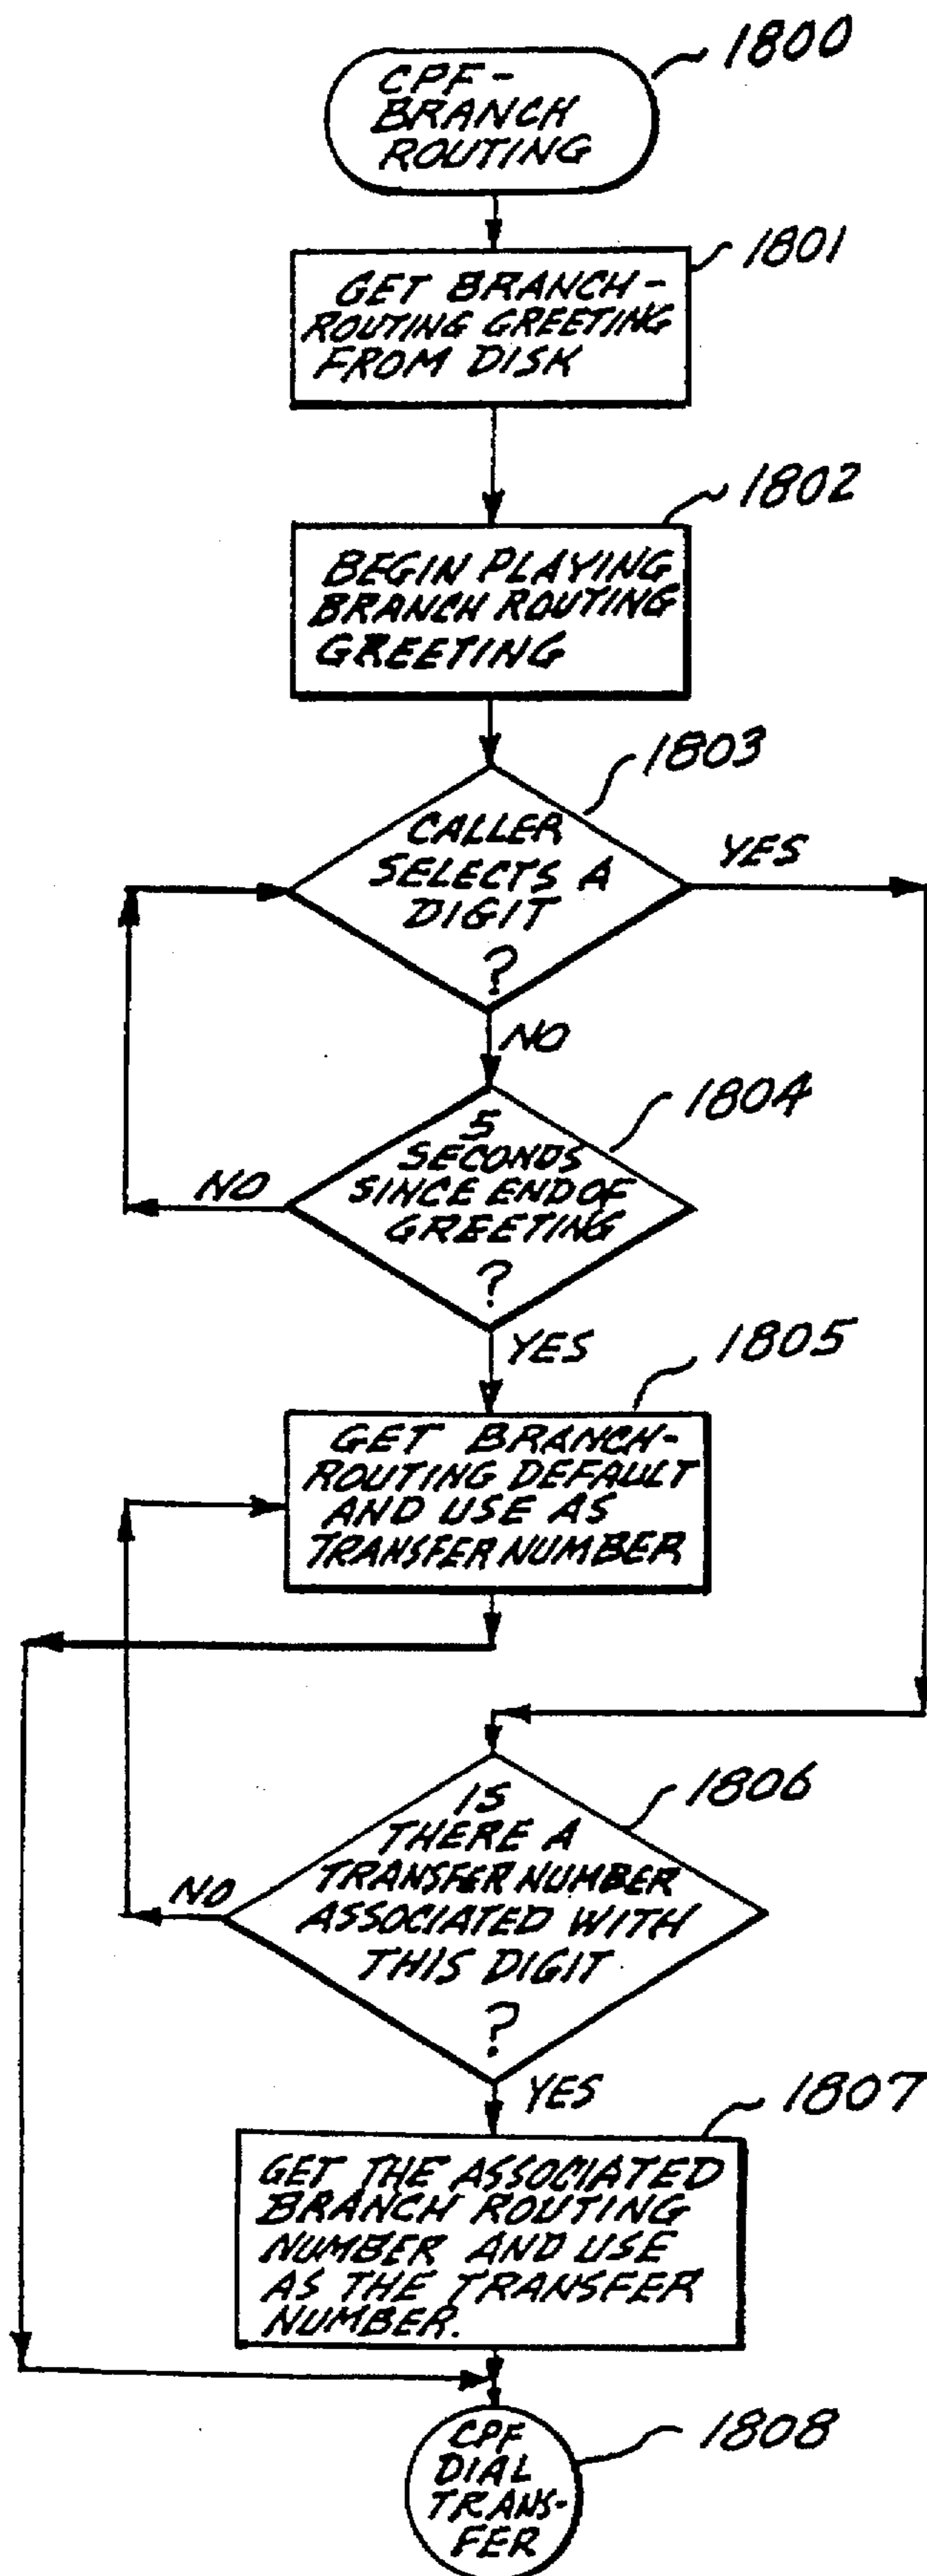 1800
CPF-
BRANCH
ROUTING
1801
GET BRANCH-
ROUTING GREETING
FROM DISK
1802
BEGIN PLAYING
BRANCH ROUTING
GREETING
1803
CALLER
SELECTS A
DIGIT
?
YES
NO
1804
5
SECONDS
SINCE END OF
GREETING
?
NO
YES
1805
GET BRANCH-
ROUTING DEFAULT
AND USE AS
TRANSFER NUMBER
1806
IS
THERE A
TRANSFER NUMBER
ASSOCIATED WITH
THIS DIGIT
?
NO
YES
1807
GET THE ASSOCIATED
BRANCH ROUTING
NUMBER AND USE
AS THE TRANSFER
NUMBER.
1808
CPF
DIAL
TRANS-
FER